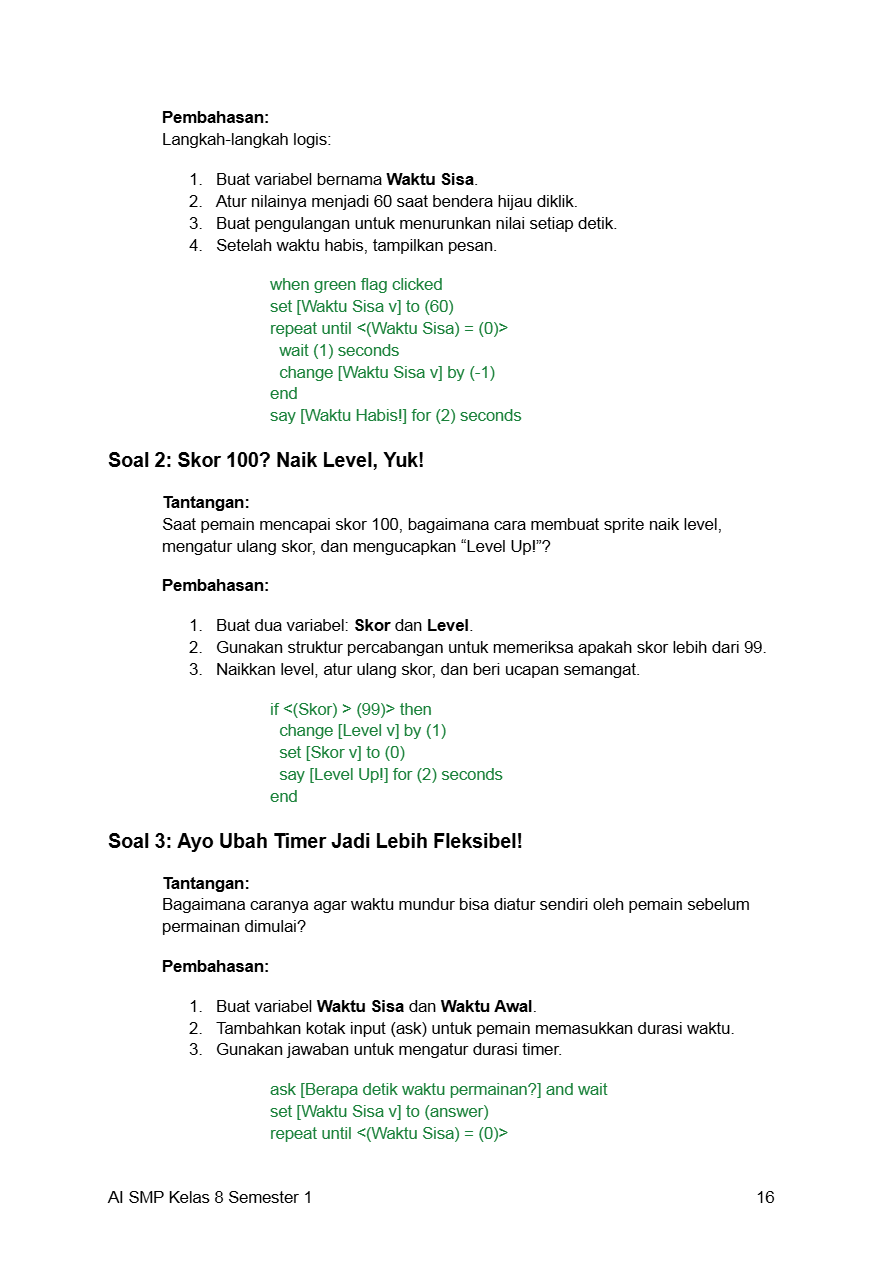 Pembahasan:
Langkah-langkah logis:
1. Buat variabel bernama Waktu Sisa.
2. Atur nilainya menjadi 60 saat bendera hijau diklik.
3. Buat pengulangan untuk menurunkan nilai setiap detik.
4. Setelah waktu habis, tampilkan pesan.
when green flag clicked
set [Waktu Sisa v] to (60)
repeat until <(Waktu Sisa) = (0)>
wait (1) seconds
change [Waktu Sisa v] by (-1)
end
say [Waktu Habis!] for (2) seconds
Soal 2: Skor 100? Naik Level, Yuk!
Tantangan:
Saat pemain mencapai skor 100, bagaimana cara membuat sprite naik level,
mengatur ulang skor, dan mengucapkan “Level Up!”?
Pembahasan:
1. Buat dua variabel: Skor dan Level.
2. Gunakan struktur percabangan untuk memeriksa apakah skor lebih dari 99.
3. Naikkan level, atur ulang skor, dan beri ucapan semangat.
if <(Skor) > (99)> then
change [Level v] by (1)
set [Skor v] to (0)
say [Level Up!] for (2) seconds
end
Soal 3: Ayo Ubah Timer Jadi Lebih Fleksibel!
Tantangan:
Bagaimana caranya agar waktu mundur bisa diatur sendiri oleh pemain sebelum
permainan dimulai?
Pembahasan:
1. Buat variabel Waktu Sisa dan Waktu Awal.
2. Tambahkan kotak input (ask) untuk pemain memasukkan durasi waktu.
3. Gunakan jawaban untuk mengatur durasi timer.
ask [Berapa detik waktu permainan?] and wait
set [Waktu Sisa v] to (answer)
repeat until <(Waktu Sisa) = (0)>
AI SMP Kelas 8 Semester 1 16